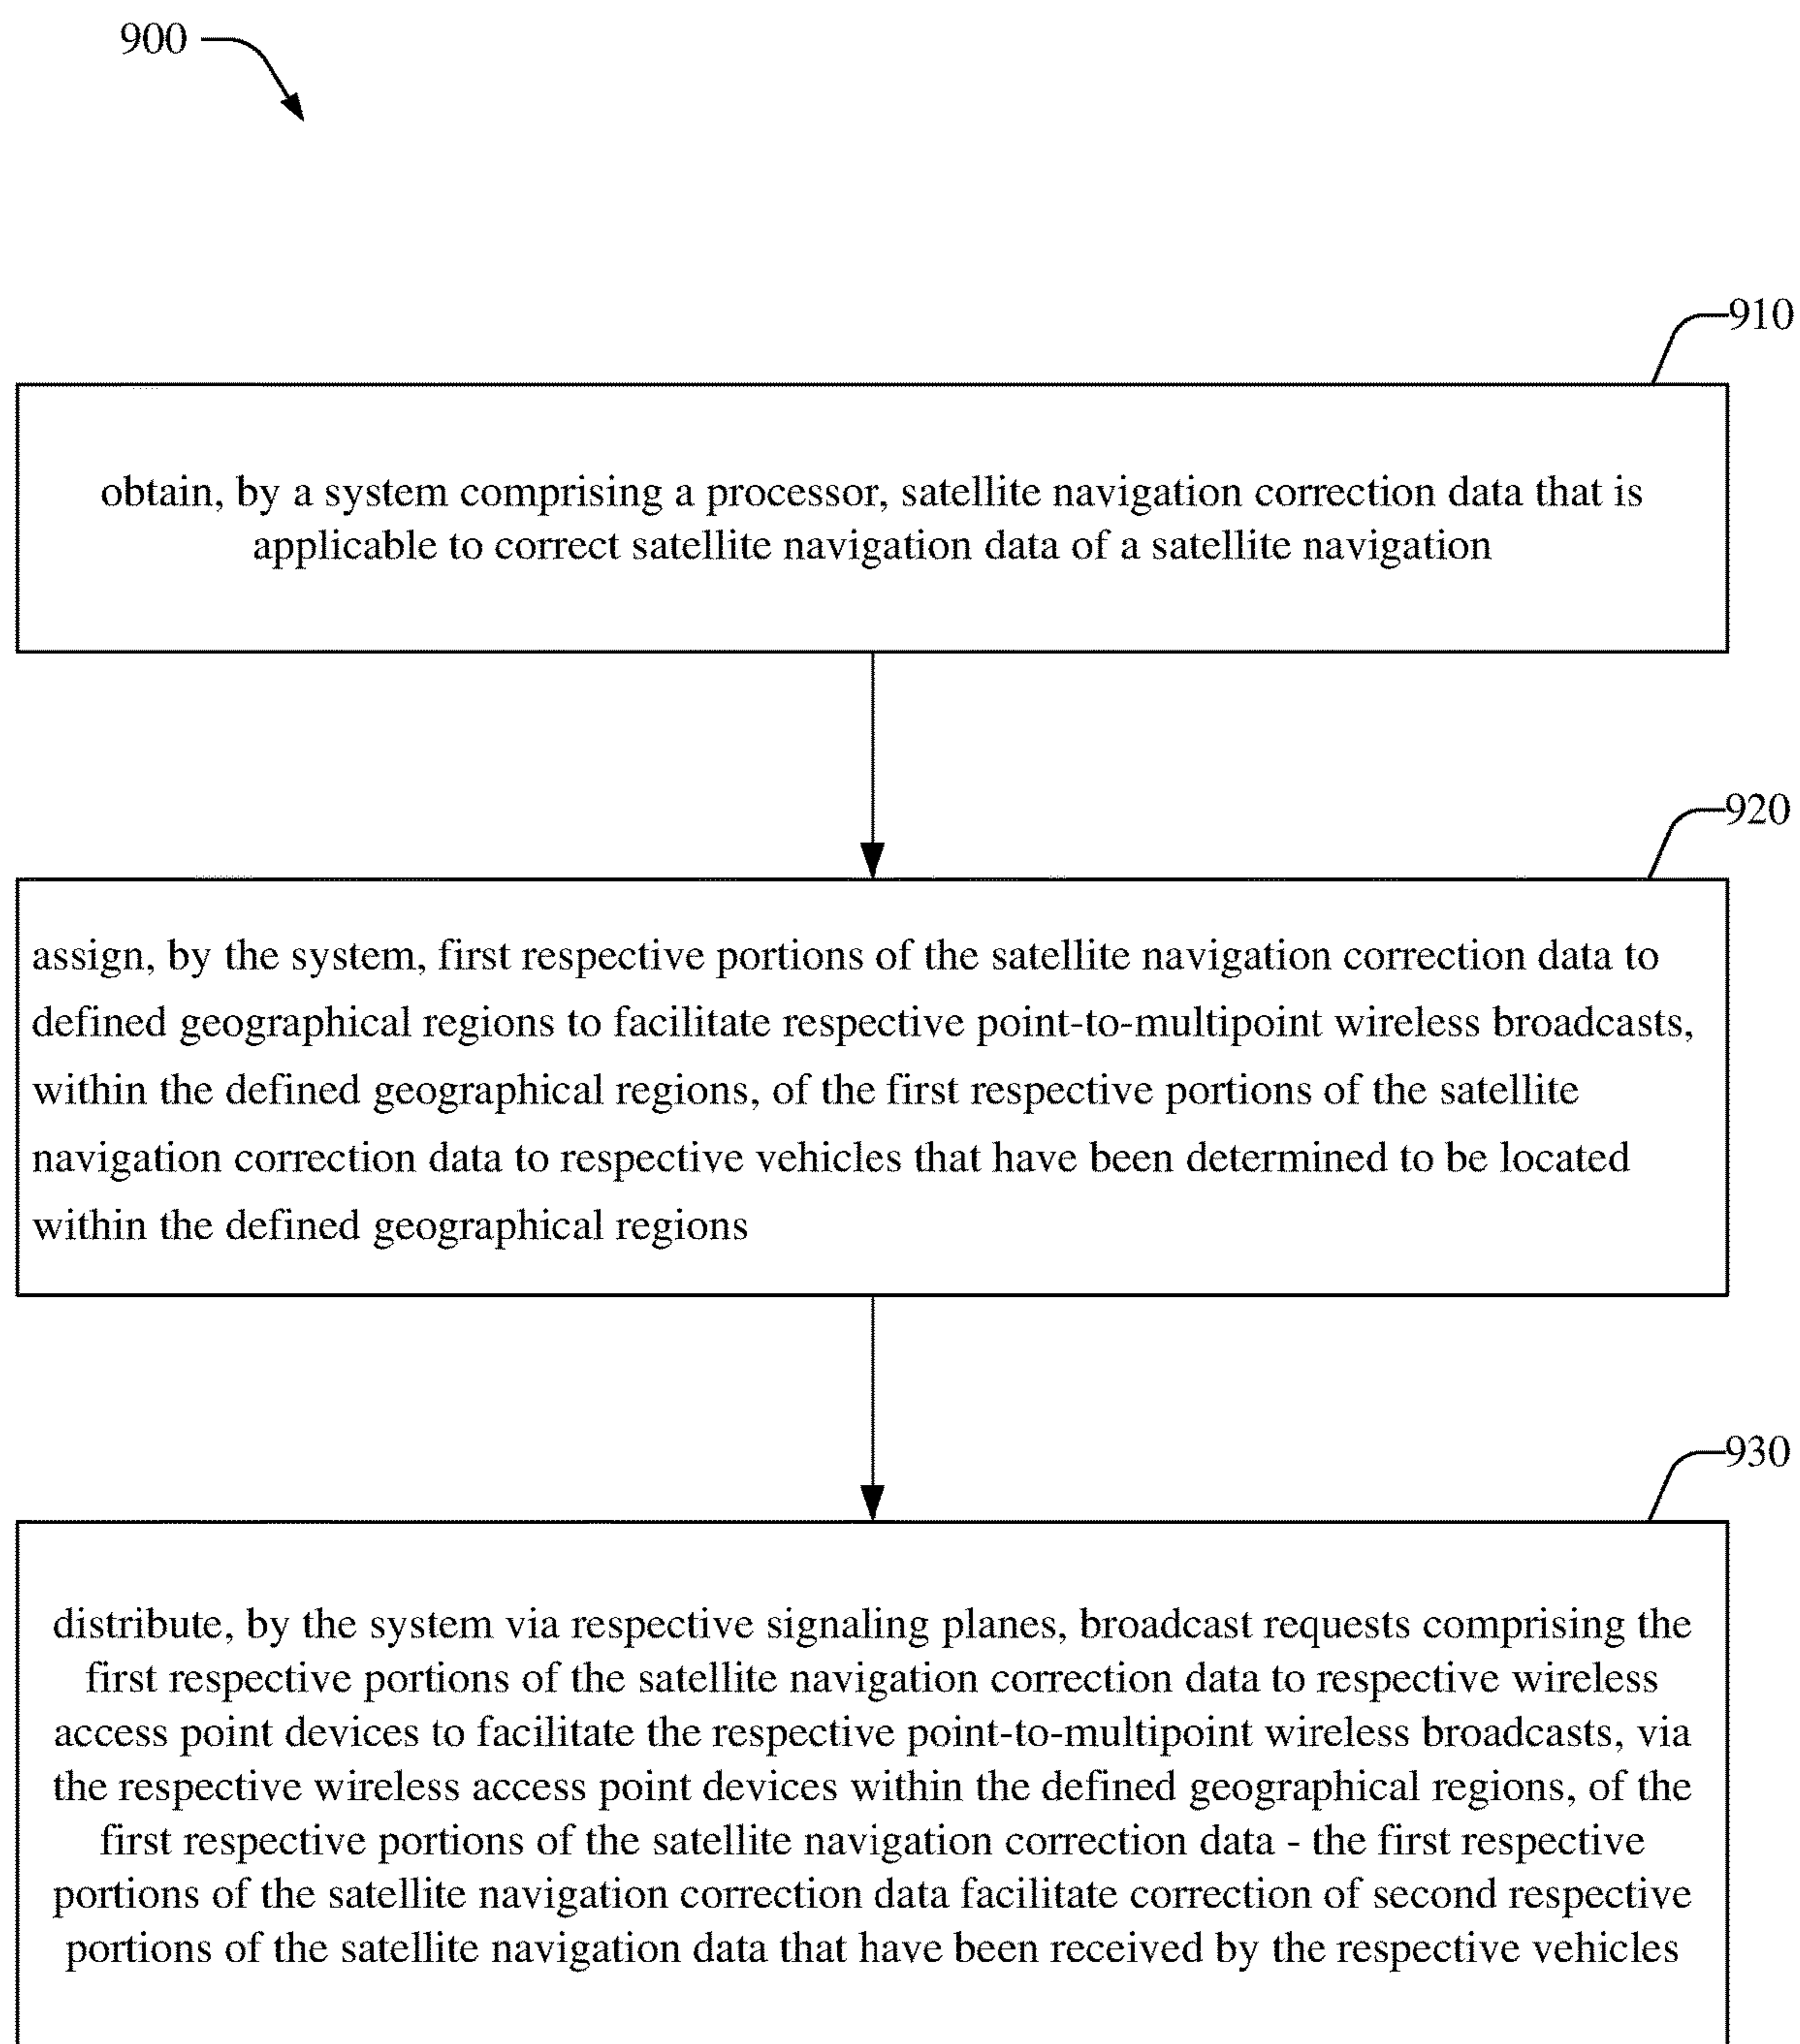 900
910
obtain, by a system comprising a processor, satellite navigation correction data that is
applicable to correct satellite navigation data of a satellite navigation
920
assign, by the system, first respective portions of the satellite navigation correction data to
defined geographical regions to facilitate respective point-to-multipoint wireless broadcasts,
within the defined geographical regions, of the first respective portions of the satellite
navigation correction data to respective vehicles that have been determined to be located
within the defined geographical regions
930
distribute, by the system via respective signaling planes, broadcast requests comprising the
first respective portions of the satellite navigation correction data to respective wireless
access point devices to facilitate the respective point-to-multipoint wireless broadcasts, via
the respective wireless access point devices within the defined geographical regions, of the
first respective portions of the satellite navigation correction data - the first respective
portions of the satellite navigation correction data facilitate correction of second respective
portions of the satellite navigation data that have been received by the respective vehicles